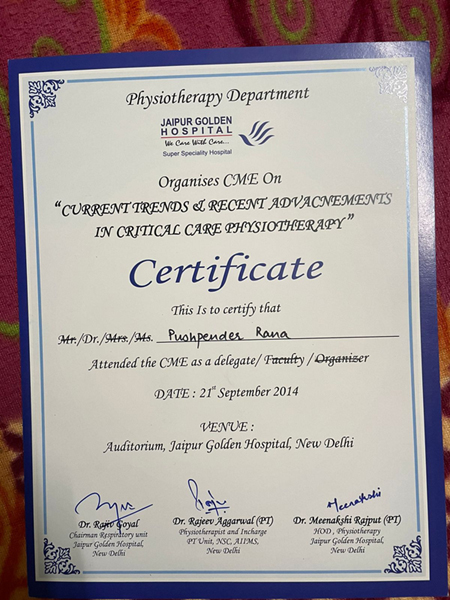 Physiotherapy Department
JAIPUR GOLDEN
HOSPITAL
We Care With Care...
Super Speciality Hospital
Organises CME On
"CURRENT TRENDS & RECENT ADVACNEMENTS
IN CRITICAL CARE PHYSIOTHERAPY"
Certificate
This Is to certify that
Mr./Dr./Mrs./Ms. Pushpender Rana
Attended the CME as a delegate/ Faculty / Organizer
DATE : 21st September 2014
VENUE :
Auditorium, Jaipur Golden Hospital, New Delhi
Dr. Rajiv Goyal
Chairman Respiratory unit
Jaipur Golden Hospital,
New Delhi
Dr. Rajeev Aggarwal (PT)
Physiotherapist and Incharge
PT Unit, NSC, AIIMS,
New Delhi
Meenakshi
Dr. Meenakshi Rajput (PT)
HOD, Physiotherapy
Jaipur Golden Hospital,
New Delhi